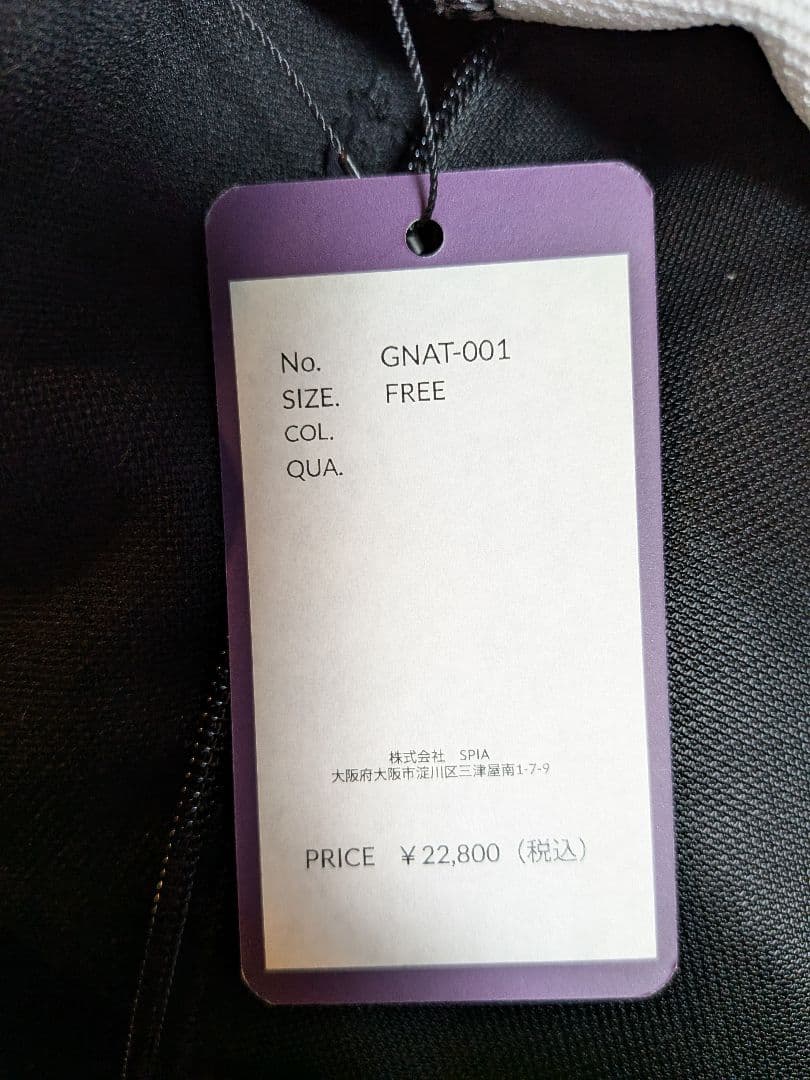 No. GNAT-001
SIZE. FREE
COL.
QUA.
株式会社 SPIA
大阪府大阪市淀川区三津屋南1-7-9
PRICE ￥22,800（税込）